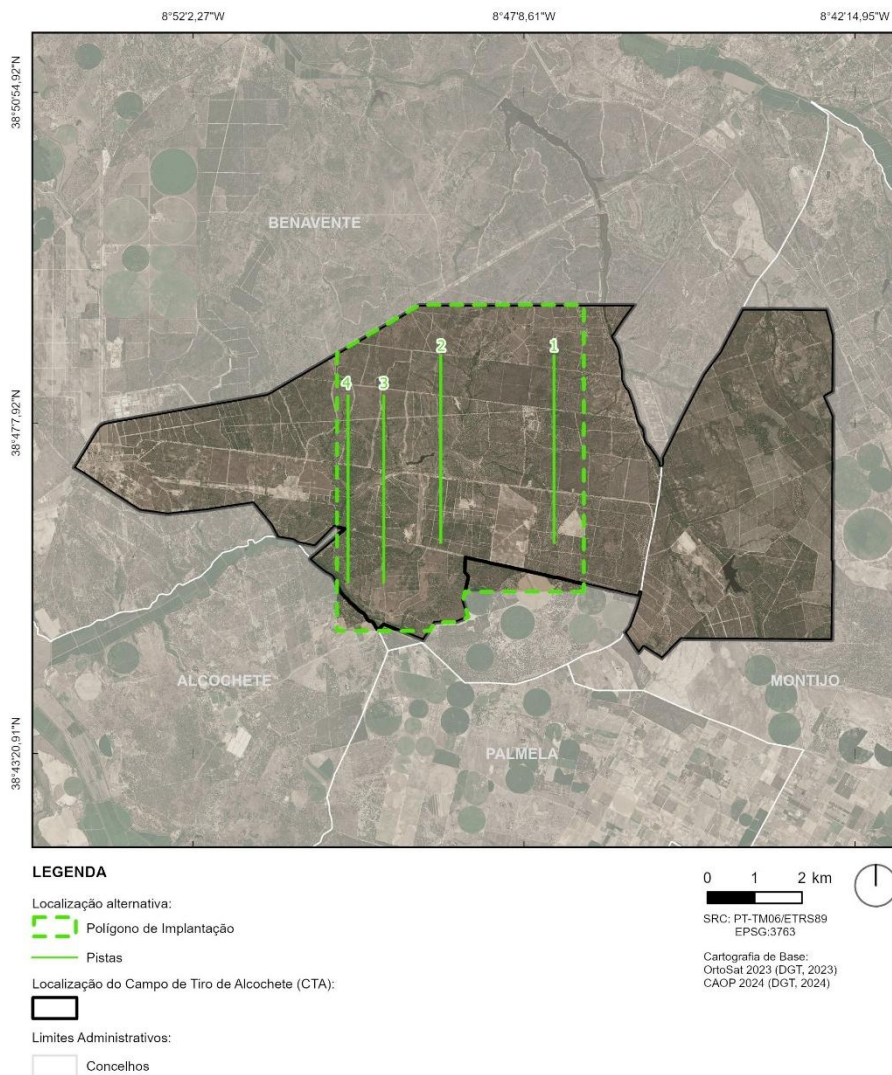 8°52'2,27"W
8°47'8,61"W
8°42'14,95"W
38°50'54,92"N
BENAVENTE
2
1
4
3
38°47'7,92"N
ALCOCHETE
MONTIJO
PALMELA
38°43'20,91"N
LEGENDA
Localização alternativa:
Polígono de Implantação
Pistas
Localização do Campo de Tiro de Alcochete (CTA):
Limites Administrativos:
Concelhos
0 1 2 km
SRC: PT-TM06/ETRS89
EPSG:3763
Cartografia de Base:
OrtoSat 2023 (DGT, 2023)
CAOP 2024 (DGT, 2024)